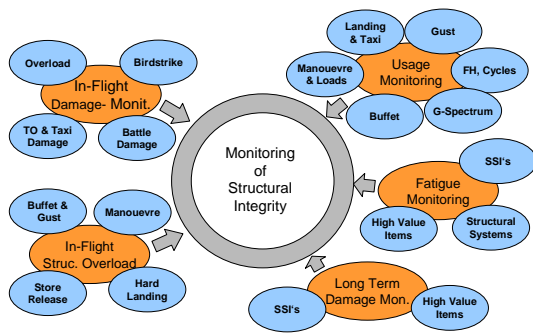 Overload
Birdstrike
In-Flight
Damage- Monit.
TO & Taxi
Damage
Battle
Damage
Landing
& Taxi
Gust
Manouevre
& Loads
Usage
Monitoring
FH, Cycles
Buffet
G-Spectrum
Monitoring
of
Structural
Integrity
SSI's
Fatigue
Monitoring
High Value
Items
Structural
Systems
Buffet &
Gust
Manouevre
In-Flight
Struc. Overload
Store
Release
Hard
Landing
Long Term
Damage Mon.
SSI's
High Value
Items